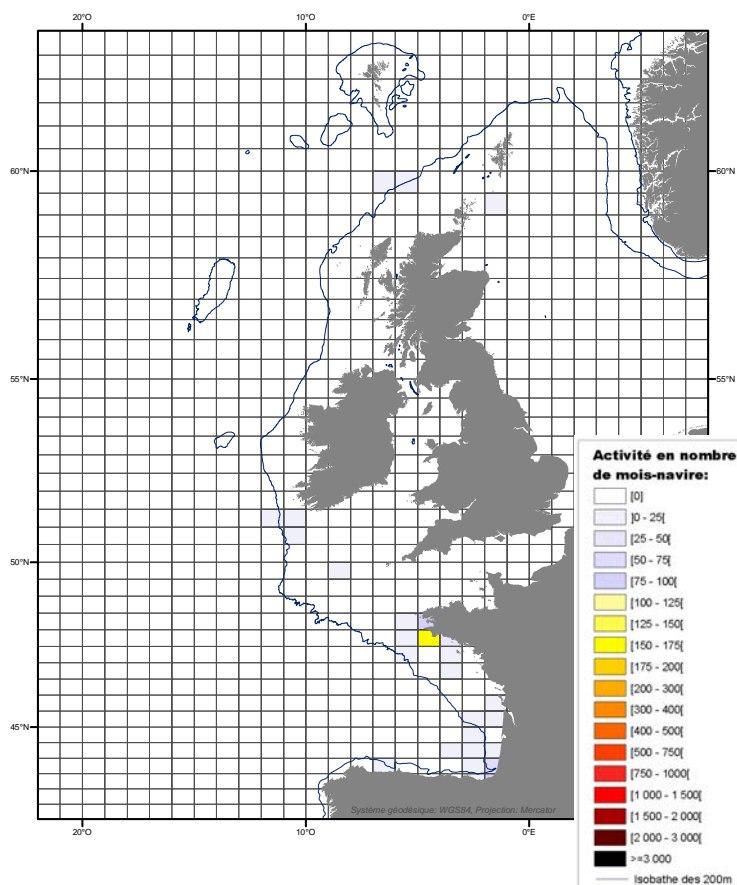 20°O
10°O
0°E
60°N
60°N
55°N
55°N
50°N
45°N
Système géodésique: WGS84, Projection: Mercator
20°O
10°O
0°E
Activité en nombre
de mois-navire:
[0]
]0 - 25[
[25 - 50[
[50 - 75[
[75 - 100[
[100 - 125[
[125 - 150[
[150 - 175[
[175 - 200[
[200 - 300[
[300 - 400[
[400 - 500[
[500 - 750[
[750 - 1000[
[1 000 - 1 500[
[1 500 - 2 000[
[2 000 - 3 000[
>=3 000
Isobathe des 200m